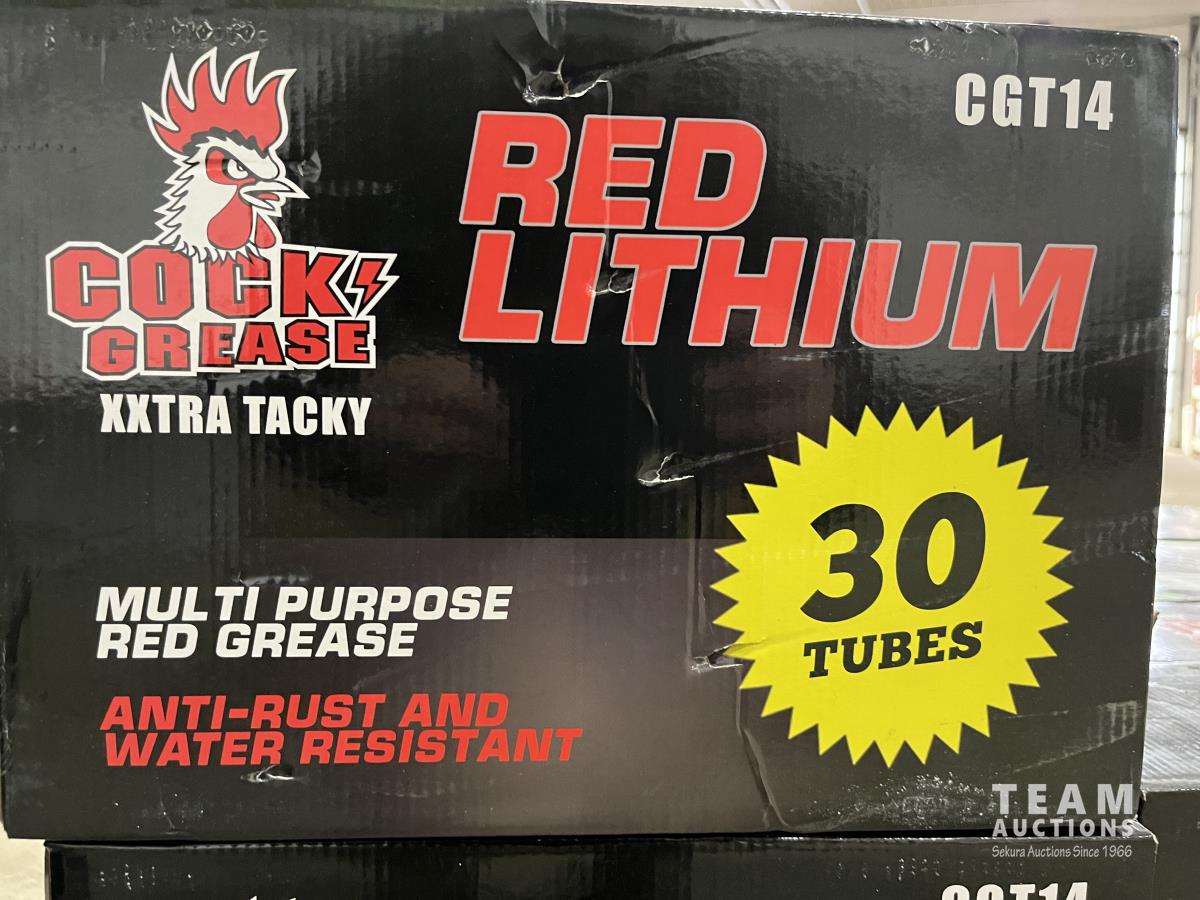 COCK
GREASE
XXTRA TACKY
RED
LITHIUM
CGT14
MULTI PURPOSE
RED GREASE
ANTI-RUST AND
WATER RESISTANT
30
TUBES
TEAM
AUCTIONS
Sekura Auctions Since 1966
CGT14